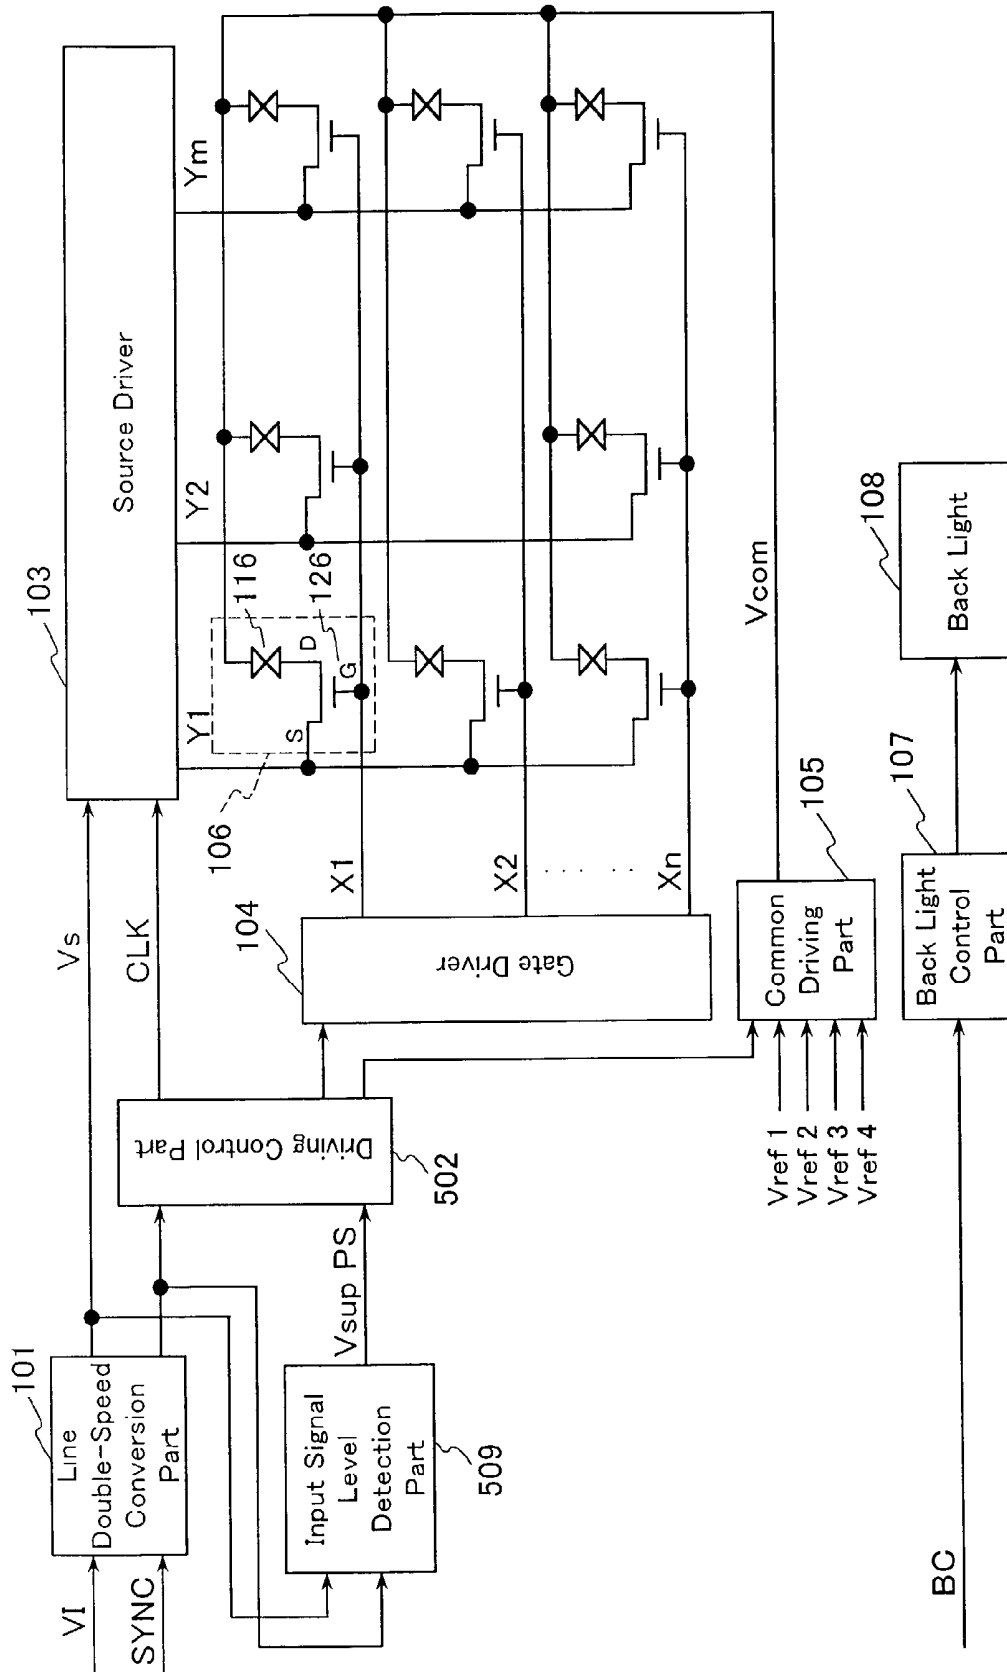 103
Source Driver
Vs
CLK
Y1
Y2
Ym
116
126
S
D
G
106
101
Line
Double-Speed
Conversion
Part
VI
SYNC
Driving Control Part
502
104
Gate Driver
X1
X2
. . . . . .
Xn
Vsup PS
Input Signal
Level
Detection
Part
509
Vref 1
Vref 2
Vref 3
Vref 4
Common
Driving
Part
105
Vcom
BC
Back Light
Control
Part
107
Back Light
108